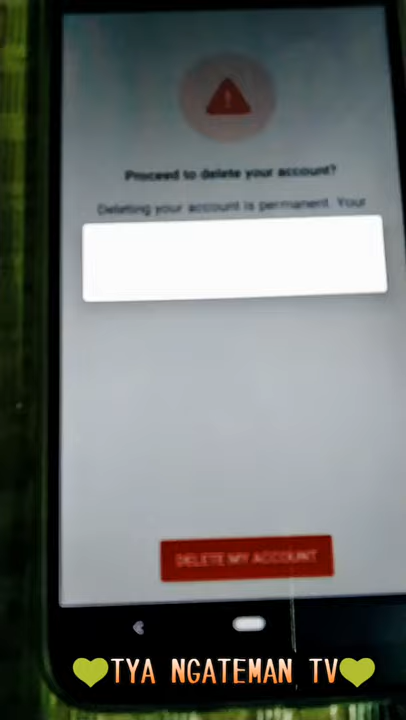 Proceed to delete your account?
Deleting your account is permanent. Your
DELETE MY ACCOUNT
💚TYA NGATEMAN TV💚